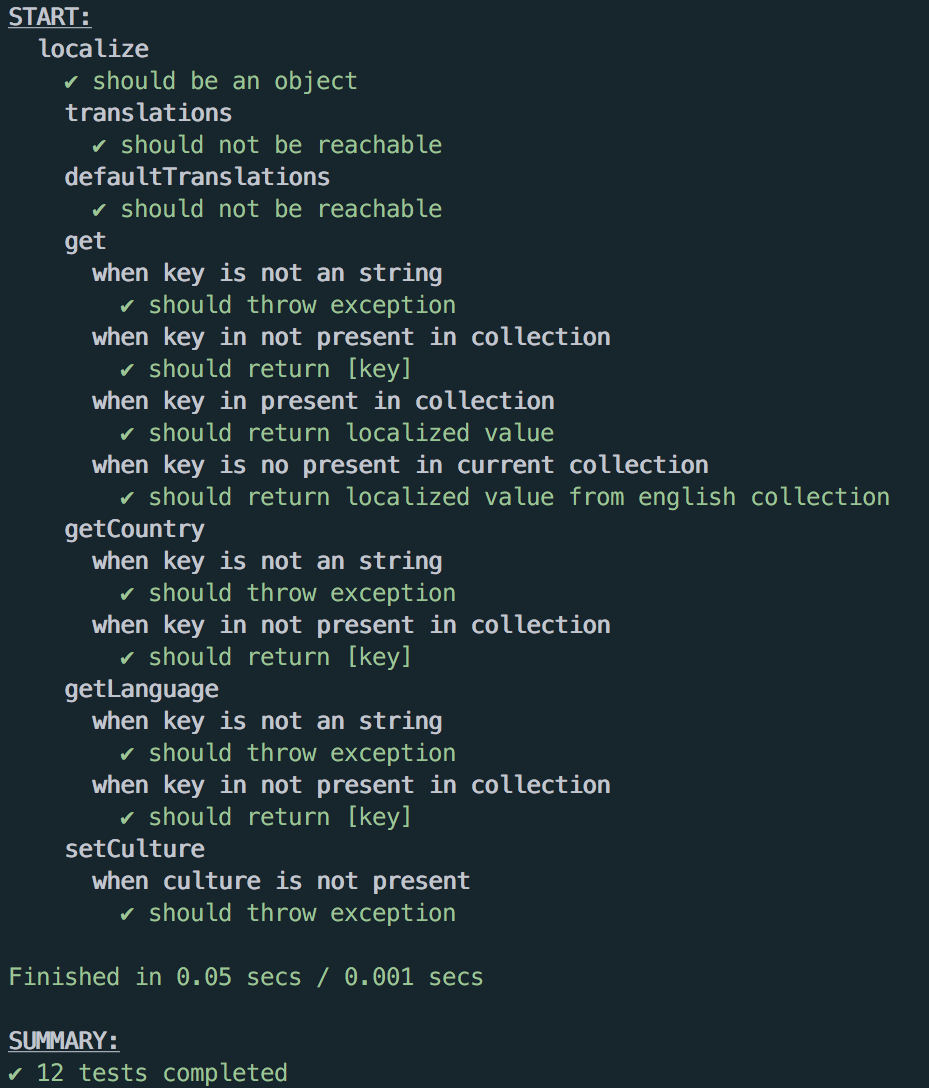 START:
localize
✔ should be an object
translations
✔ should not be reachable
defaultTranslations
✔ should not be reachable
get
when key is not an string
✔ should throw exception
when key in not present in collection
✔ should return [key]
when key in present in collection
✔ should return localized value
when key is no present in current collection
✔ should return localized value from english collection
getCountry
when key is not an string
✔ should throw exception
when key in not present in collection
✔ should return [key]
getLanguage
when key is not an string
✔ should throw exception
when key in not present in collection
✔ should return [key]
setCulture
when culture is not present
✔ should throw exception
Finished in 0.05 secs / 0.001 secs
SUMMARY:
✔ 12 tests completed